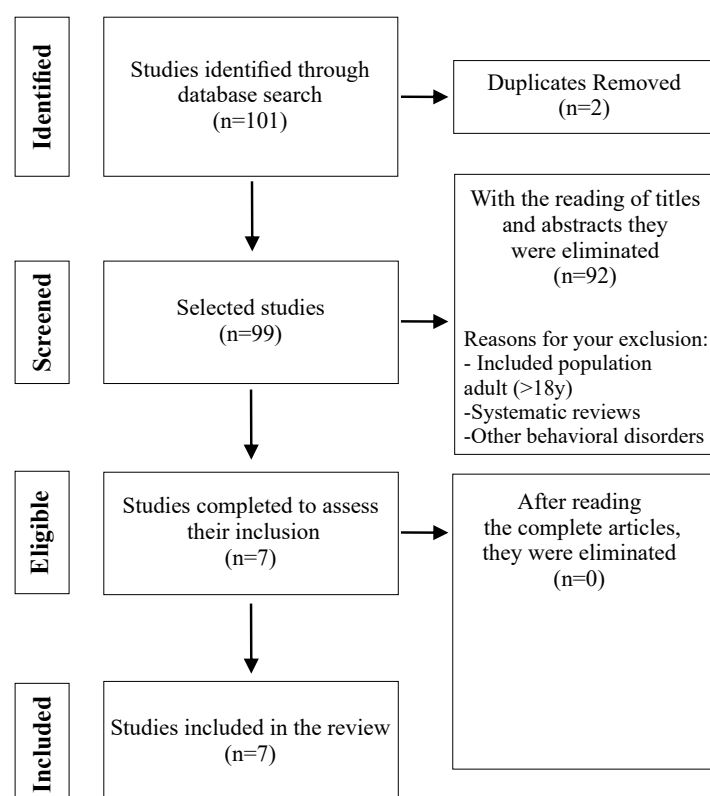 Identified
Studies identified through
database search
(n=101)
Duplicates Removed
(n=2)
Screened
Selected studies
(n=99)
With the reading of titles
and abstracts they
were eliminated
(n=92)
Reasons for your exclusion:
- Included population
adult (>18y)
-Systematic reviews
-Other behavioral disorders
Eligible
Studies completed to assess
their inclusion
(n=7)
After reading
the complete articles,
they were eliminated
(n=0)
Included
Studies included in the review
(n=7)